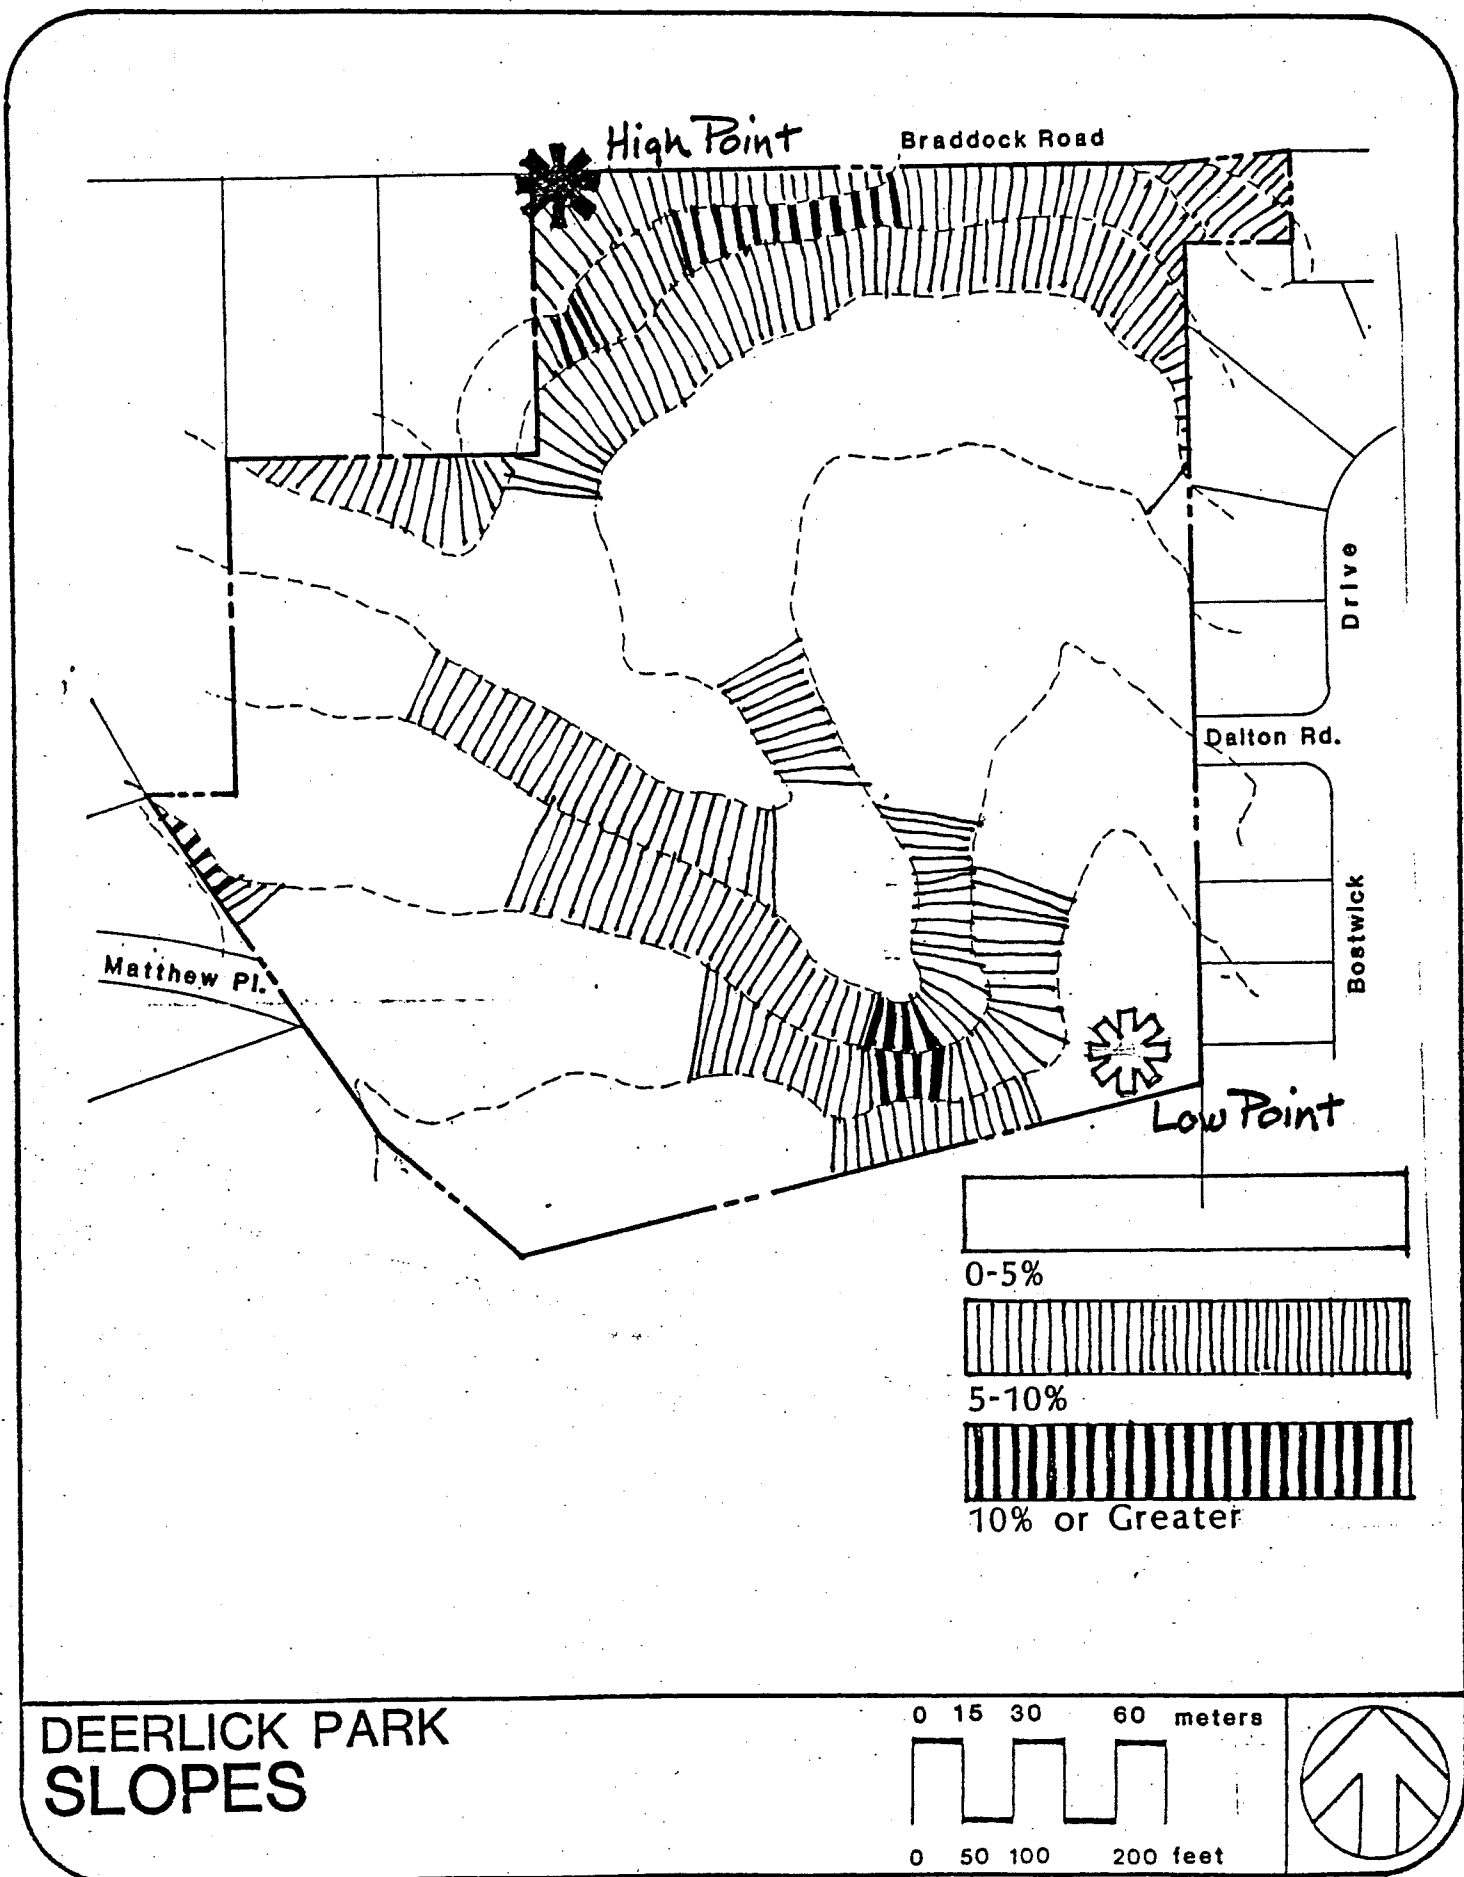 High Point
Braddock Road
Drive
Dalton Rd.
Bostwick
Matthew Pl.
Low Point
0-5%
5-10%
10% or Greater
DEERLICK PARK
SLOPES
0 15 30 60 meters
0 50 100 200 feet